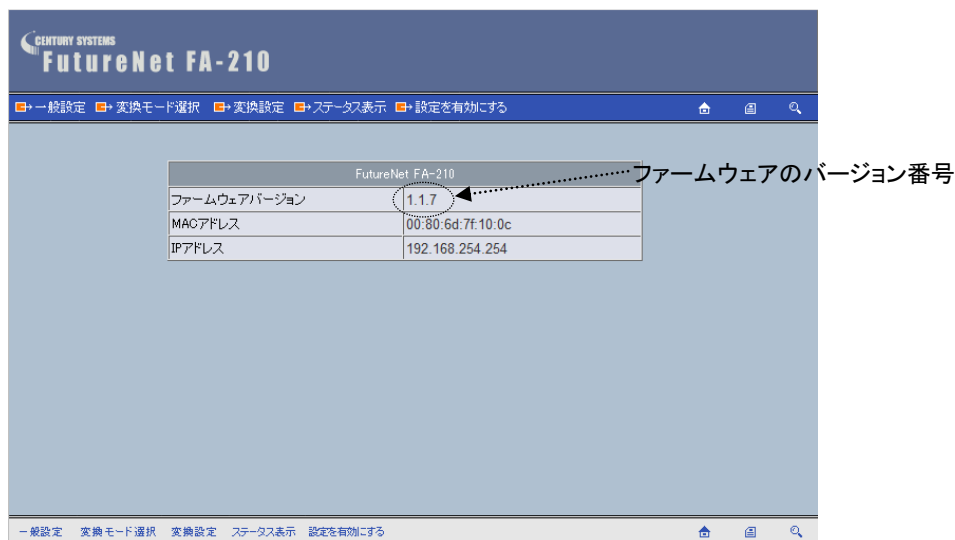 CENTURY SYSTEMS
FutureNet FA-210
一般設定 変換モード選択 変換設定 ステータス表示 設定を有効にする
FutureNet FA-210
ファームウェアのバージョン番号
ファームウェアバージョン 1.1.7
MACアドレス 00:80:6d:7f:10:0c
IPアドレス 192.168.254.254
一般設定 変換モード選択 変換設定 ステータス表示 設定を有効にする